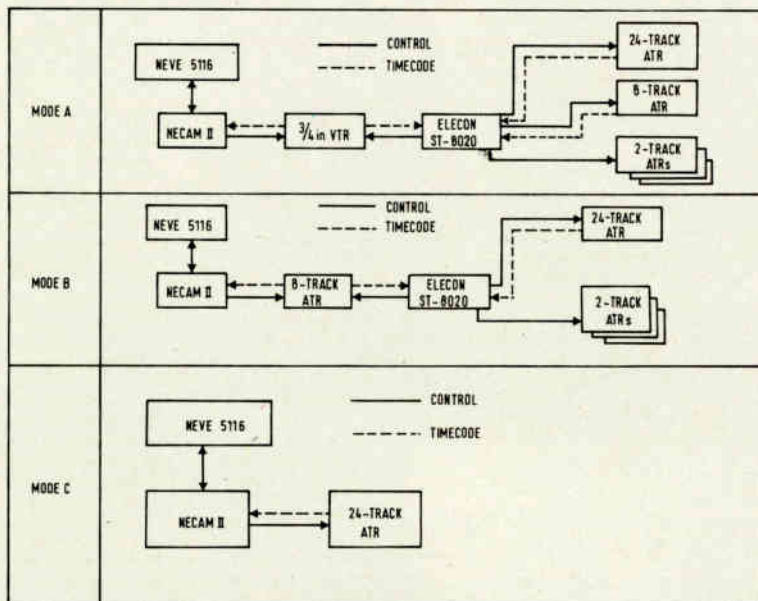 MODE A
NEVE 5116
NECAM II
3/4 in VTR
ELECON
ST-8020
CONTROL
TIMECODE
24-TRACK
ATR
8-TRACK
ATR
2-TRACK
ATRs
MODE B
NEVE 5116
NECAM II
8-TRACK
ATR
ELECON
ST-8020
CONTROL
TIMECODE
24-TRACK
ATR
2-TRACK
ATRs
MODE C
NEVE 5116
NECAM II
24-TRACK
ATR
CONTROL
TIMECODE